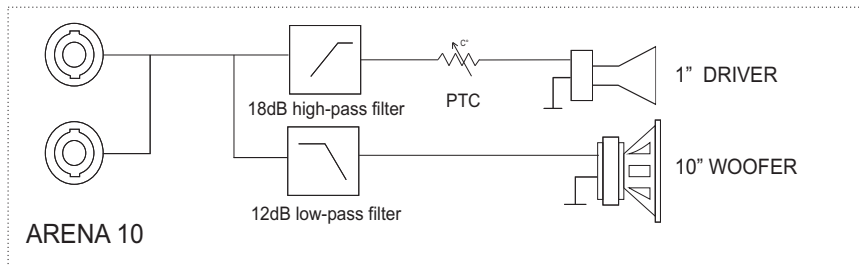 C°
1” DRIVER
18dB high-pass filter
PTC
10” WOOFER
12dB low-pass filter
ARENA 10